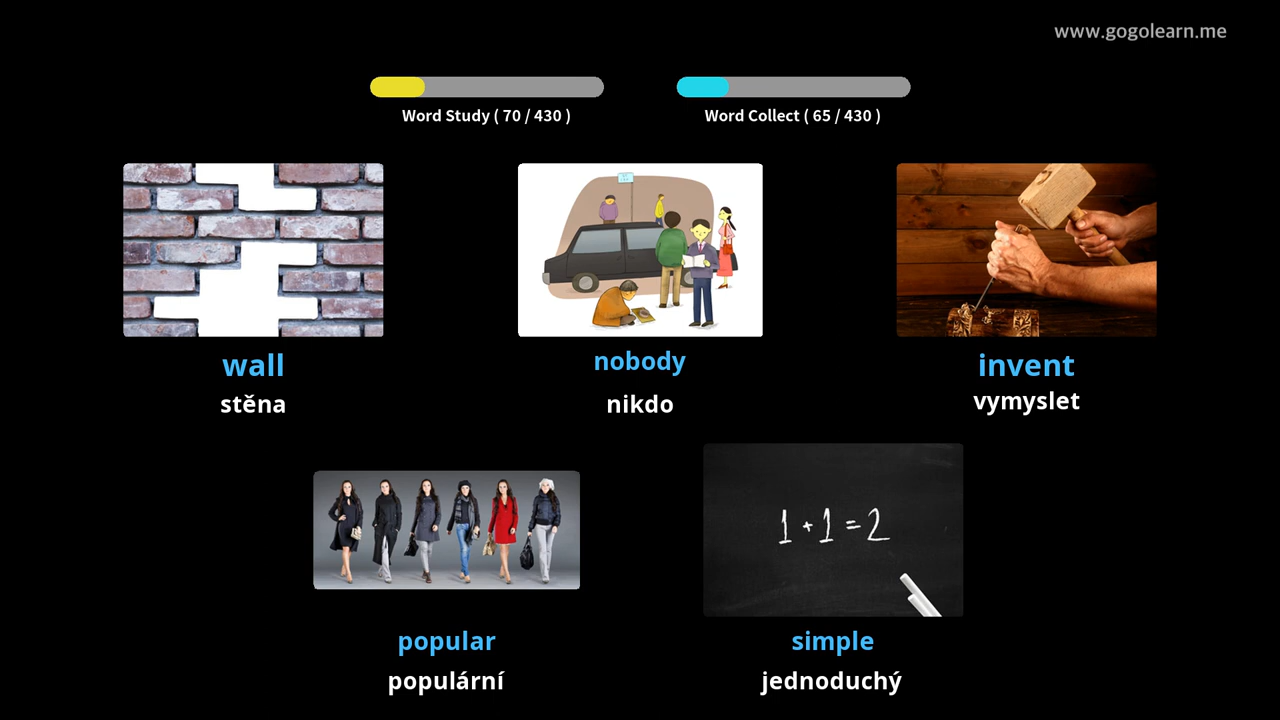 www.gogolearn.me
Word Study ( 70 / 430 )
Word Collect ( 65 / 430 )
wall
nobody
invent
stěna
nikdo
vymyslet
1 + 1 = 2
popular
simple
populární
jednoduchý